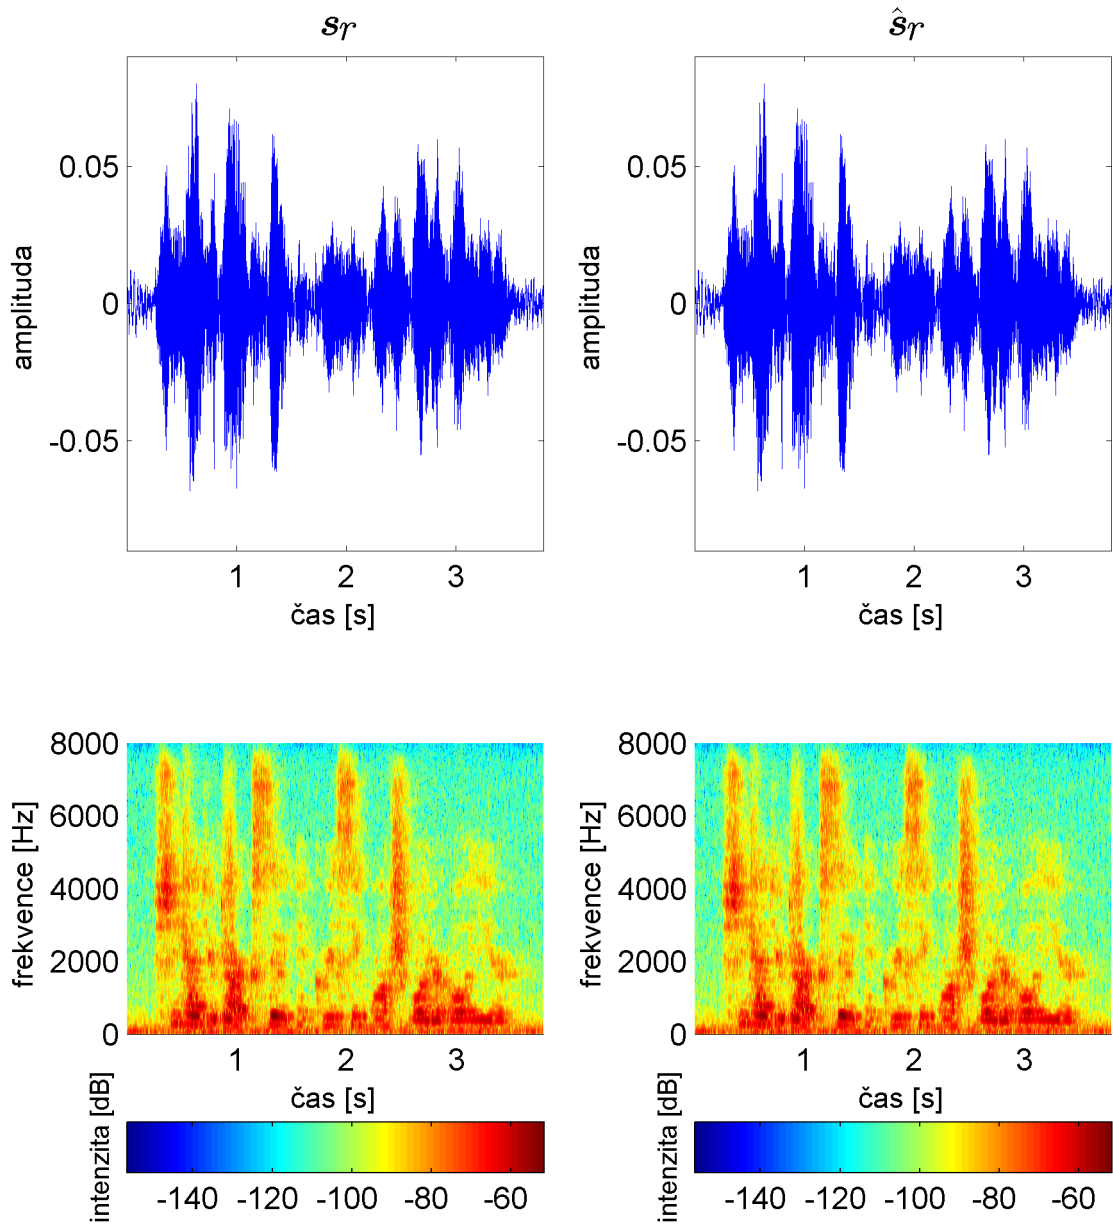 sr ŝr
0.05 0.05
amplituda amplituda
0 0
-0.05 -0.05
1 2 3 1 2 3
čas [s] čas [s]
8000 8000
6000 6000
frekvence [Hz] frekvence [Hz]
4000 4000
2000 2000
0 0
1 2 3 1 2 3
čas [s] čas [s]
intenzita [dB] intenzita [dB]
-140 -120 -100 -80 -60 -140 -120 -100 -80 -60